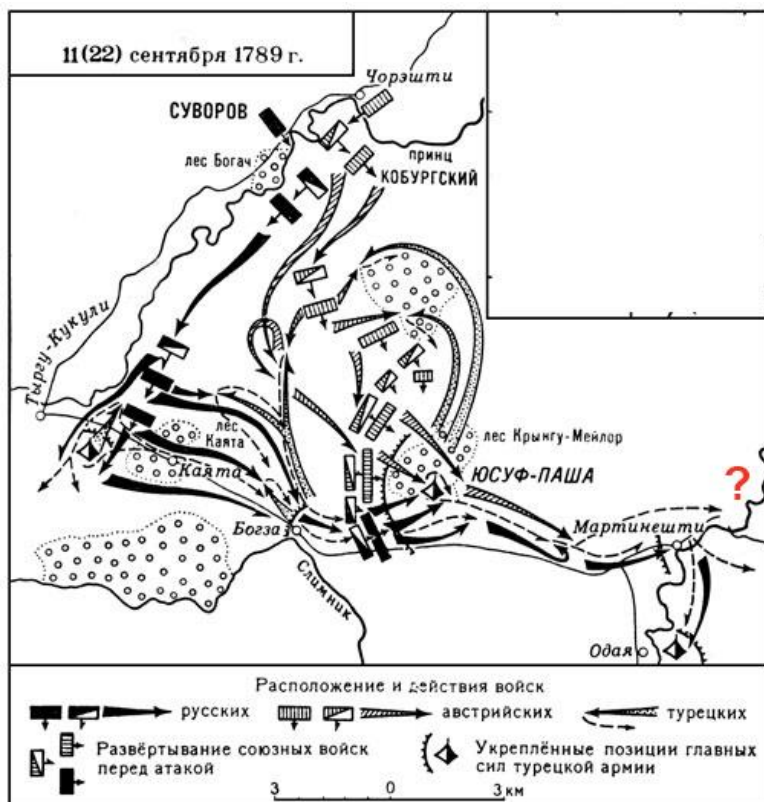 11(22) сентября 1789 г.
Чорэшти
СУВОРОВ
лес Богач
принц
КОБУРГСКИЙ
Тыргу-Кукули
лес
Каята
Каята
лес Крынгу-Мейлор
ЮСУФ-ПАША
?
Мартинешти
Богза
Слимник
Одая
Расположение и действия войск
русских
австрийских
турецких
Развёртывание союзных войск
перед атакой
Укреплённые позиции главных
сил турецкой армии
3 0 3 км